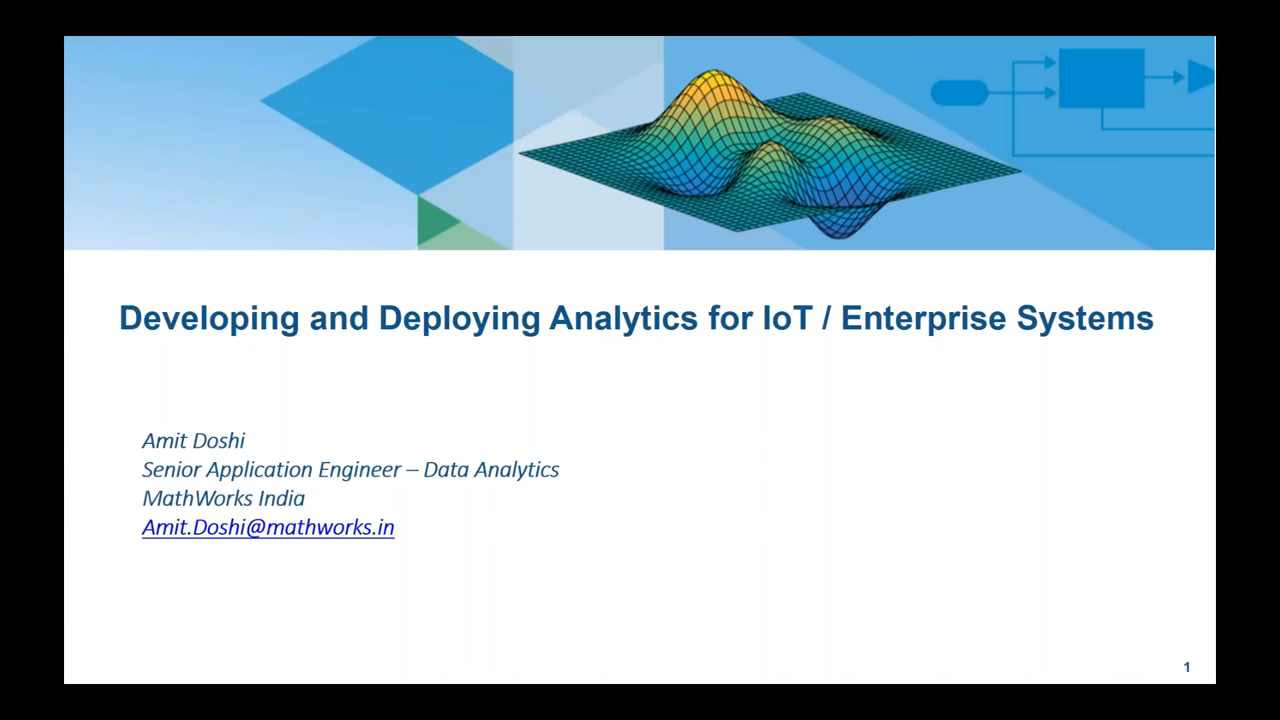 Developing and Deploying Analytics for IoT / Enterprise Systems
Amit Doshi
Senior Application Engineer – Data Analytics
MathWorks India
Amit.Doshi@mathworks.in
1